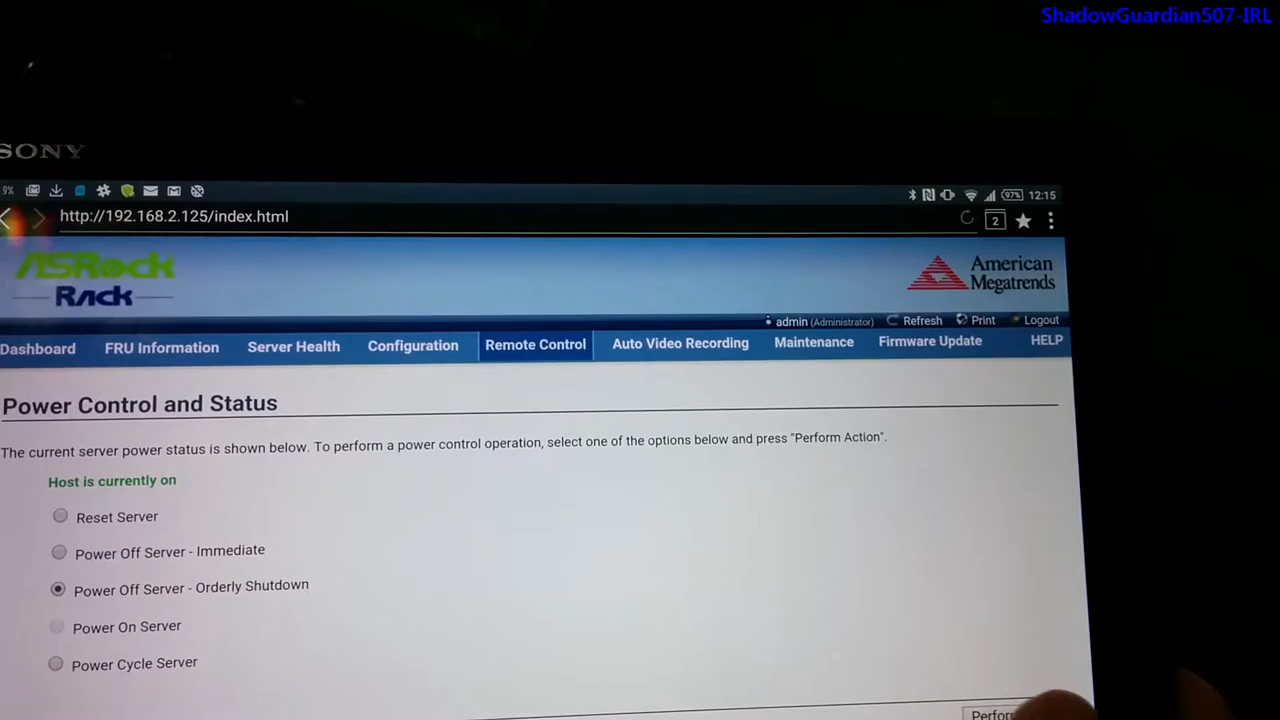 ShadowGuardian507-IRL
SONY
9% 97% 12:15
http://192.168.2.125/index.html 2
ASRock
Rack
American
Megatrends
admin (Administrator) Refresh Print Logout
Dashboard FRU Information Server Health Configuration Remote Control Auto Video Recording Maintenance Firmware Update HELP
Power Control and Status
The current server power status is shown below. To perform a power control operation, select one of the options below and press "Perform Action".
Host is currently on
Reset Server
Power Off Server - Immediate
Power Off Server - Orderly Shutdown
Power On Server
Power Cycle Server